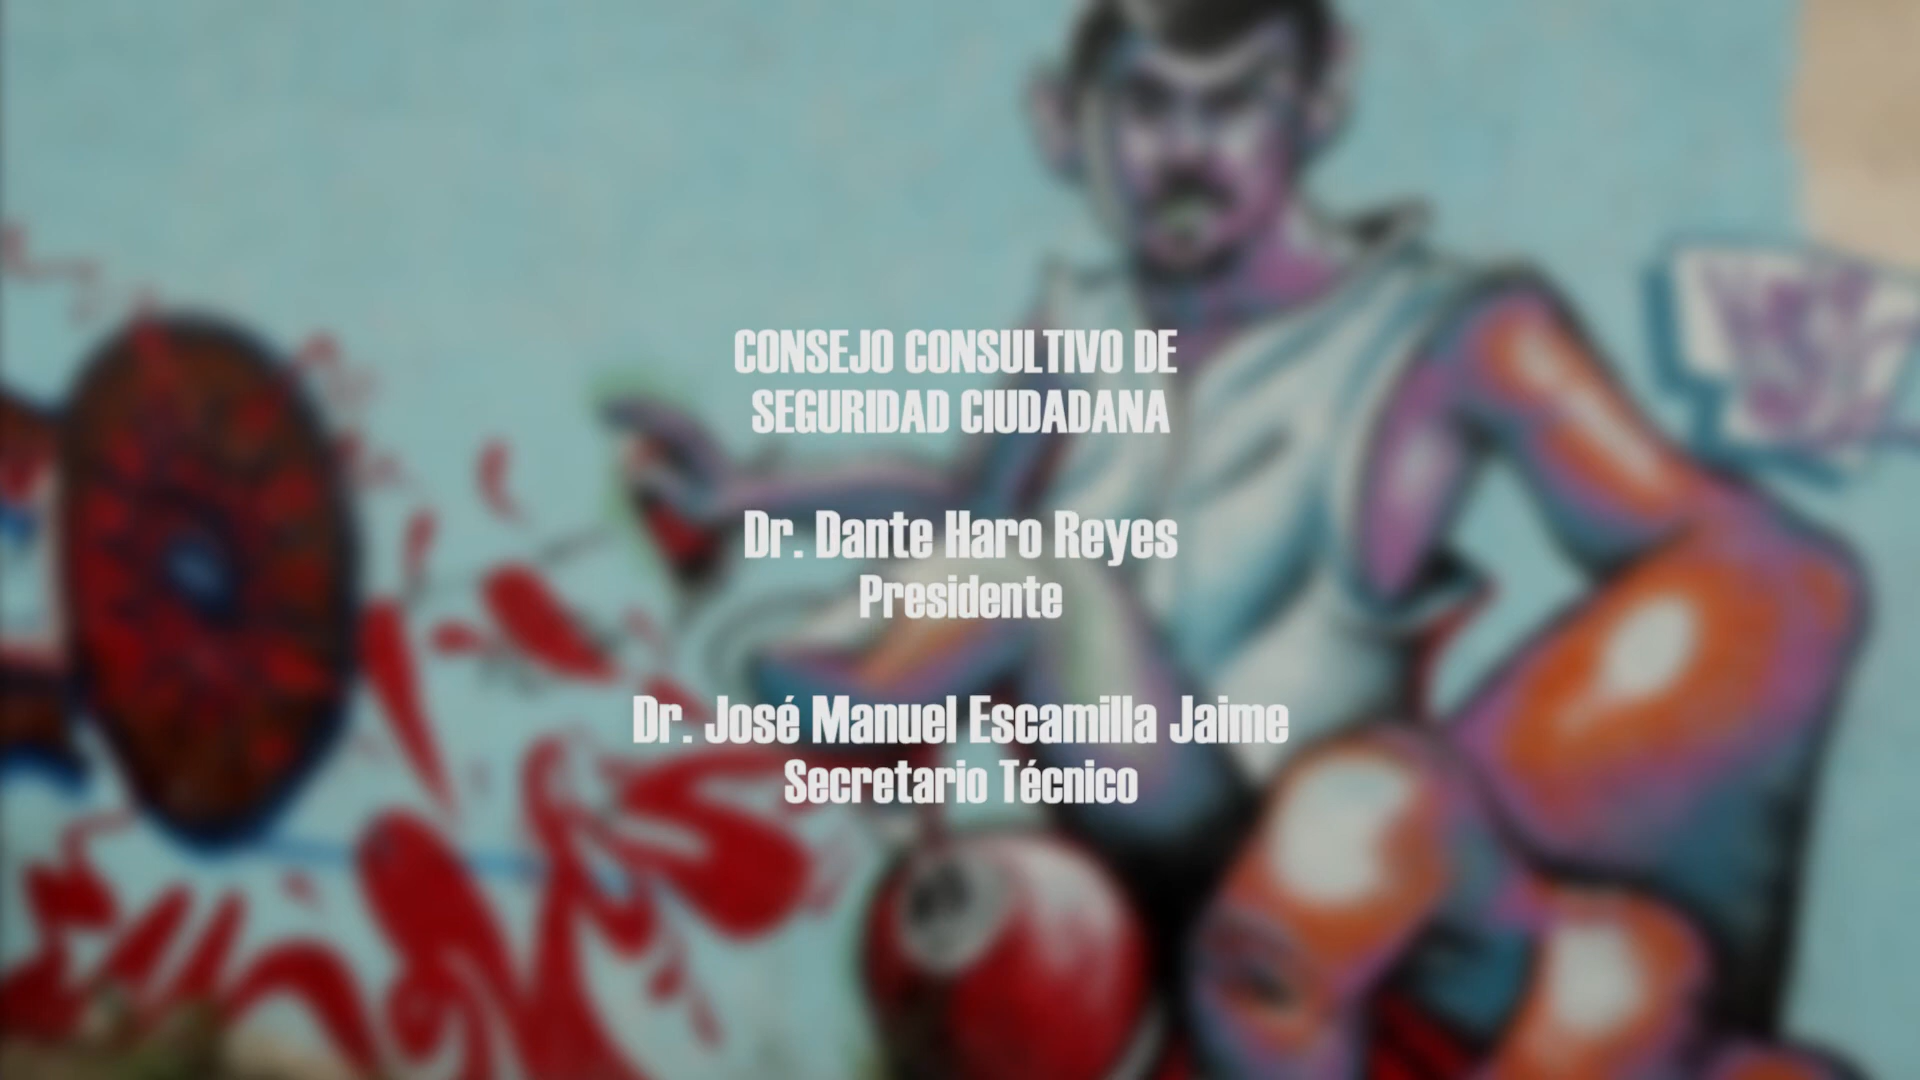 CONSEJO CONSULTIVO DE
SEGURIDAD CIUDADANA
Dr. Dante Haro Reyes
Presidente
Dr. José Manuel Escamilla Jaime
Secretario Técnico